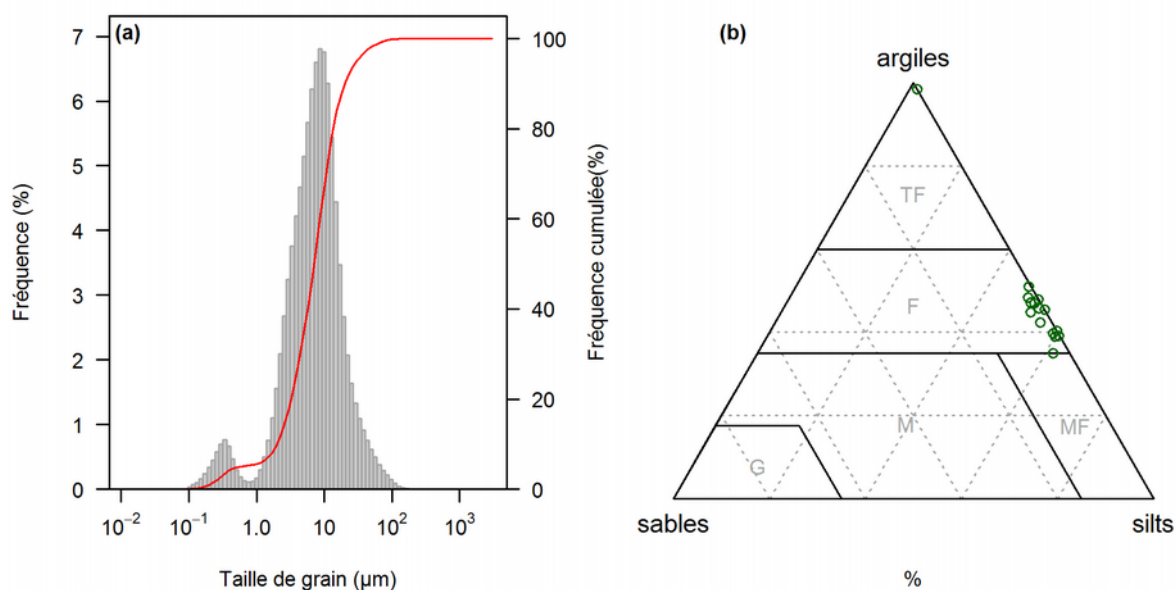 (a)
Fréquence (%)
7
6
5
4
3
2
1
0
100
80
60
40
20
0
Fréquence cumulée(%)
10⁻² 10⁻¹ 1.0 10 10² 10³
Taille de grain (µm)
(b)
argiles
TF
F
M
MF
G
sables silts
%